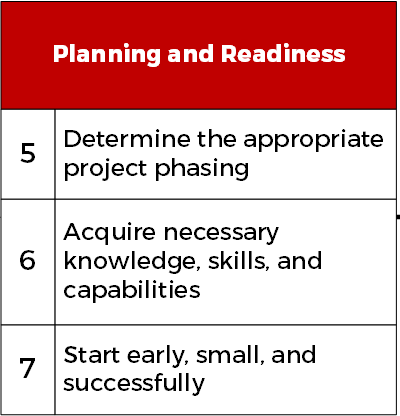 Planning and Readiness
5
Determine the appropriate
project phasing
6
Acquire necessary
knowledge, skills, and
capabilities
7
Start early, small, and
successfully